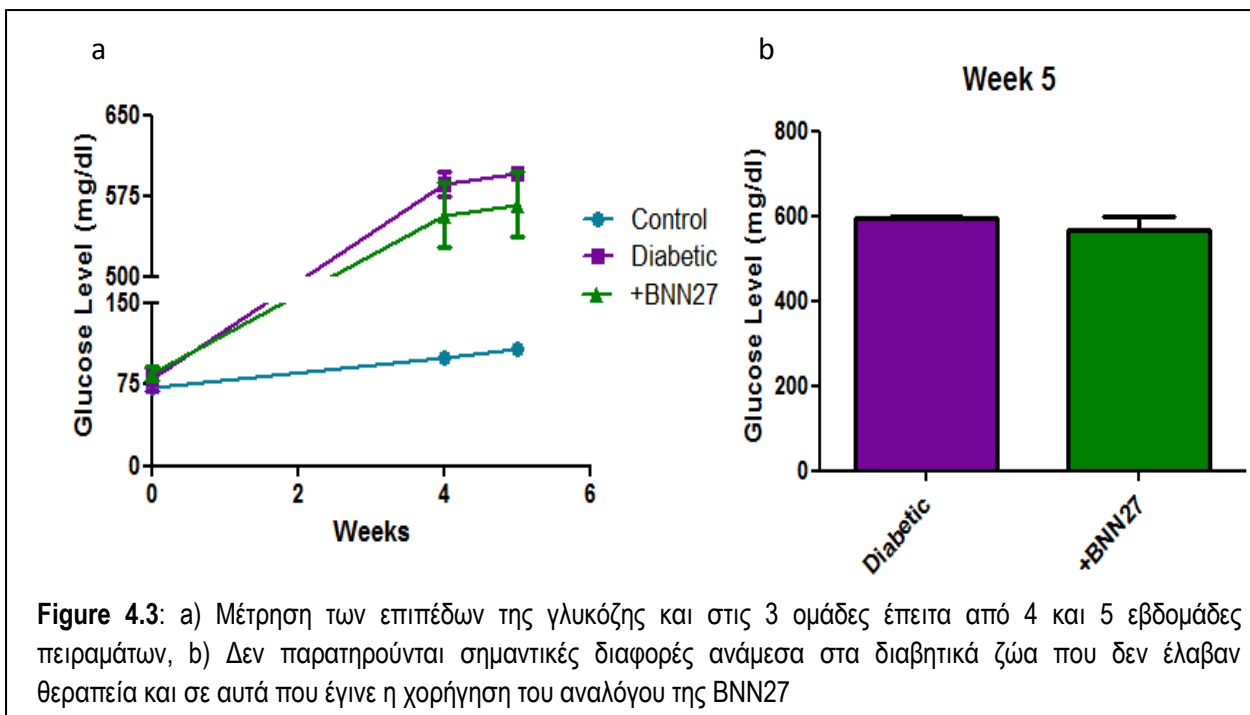 a
650
575
500
150
75
0
Glucose Level (mg/dl)
0 2 4 6
Weeks
Control
Diabetic
+BNN27
b
Week 5
800
600
400
200
0
Glucose Level (mg/dl)
Diabetic
+BNN27
Figure 4.3: a) Μέτρηση των επιπέδων της γλυκόζης και στις 3 ομάδες έπειτα από 4 και 5 εβδομάδες
πειραμάτων, b) Δεν παρατηρούνται σημαντικές διαφορές ανάμεσα στα διαβητικά ζώα που δεν έλαβαν
θεραπεία και σε αυτά που έγινε η χορήγηση του αναλόγου της BNN27